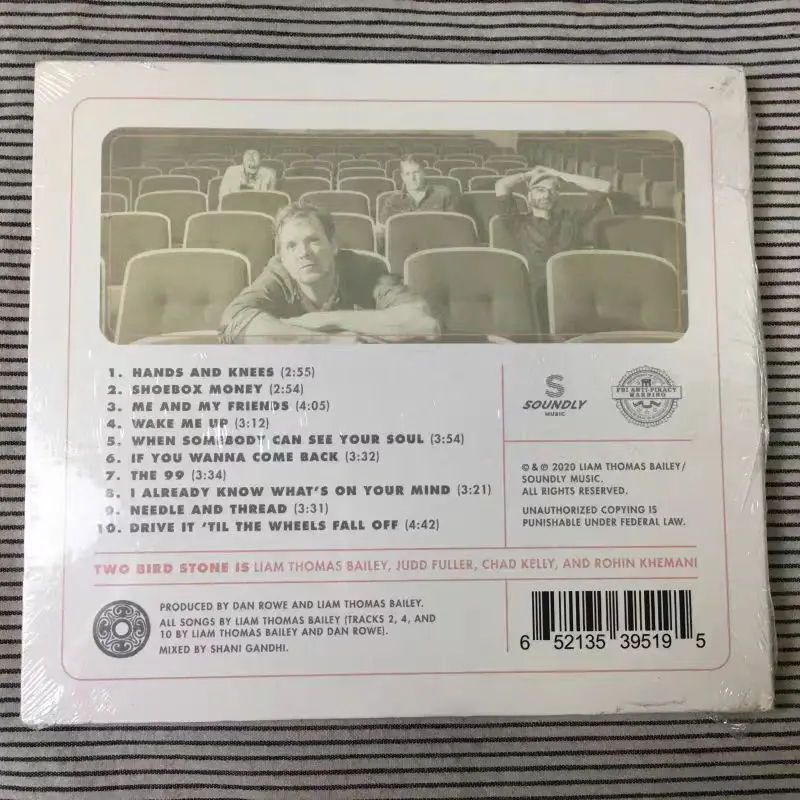 1. HANDS AND KNEES (2:55)
2. SHOEBOX MONEY (2:54)
3. ME AND MY FRIENDS (4:05)
4. WAKE ME UP (3:12)
5. WHEN SOMEBODY CAN SEE YOUR SOUL (3:54)
6. IF YOU WANNA COME BACK (3:32)
7. THE 99 (3:34)
8. I ALREADY KNOW WHAT'S ON YOUR MIND (3:21)
9. NEEDLE AND THREAD (3:31)
10. DRIVE IT 'TIL THE WHEELS FALL OFF (4:42)
S
SOUNDLY
MUSIC
FBI ANTI-PIRACY
WARNING
© & ℗ 2020 LIAM THOMAS BAILEY/
SOUNDLY MUSIC.
ALL RIGHTS RESERVED.
UNAUTHORIZED COPYING IS
PUNISHABLE UNDER FEDERAL LAW.
TWO BIRD STONE IS LIAM THOMAS BAILEY, JUDD FULLER, CHAD KELLY, AND ROHIN KHEMANI
PRODUCED BY DAN ROWE AND LIAM THOMAS BAILEY.
ALL SONGS BY LIAM THOMAS BAILEY (TRACKS 2, 4, AND
10 BY LIAM THOMAS BAILEY AND DAN ROWE).
MIXED BY SHANI GANDHI.
6 52135 39519 5